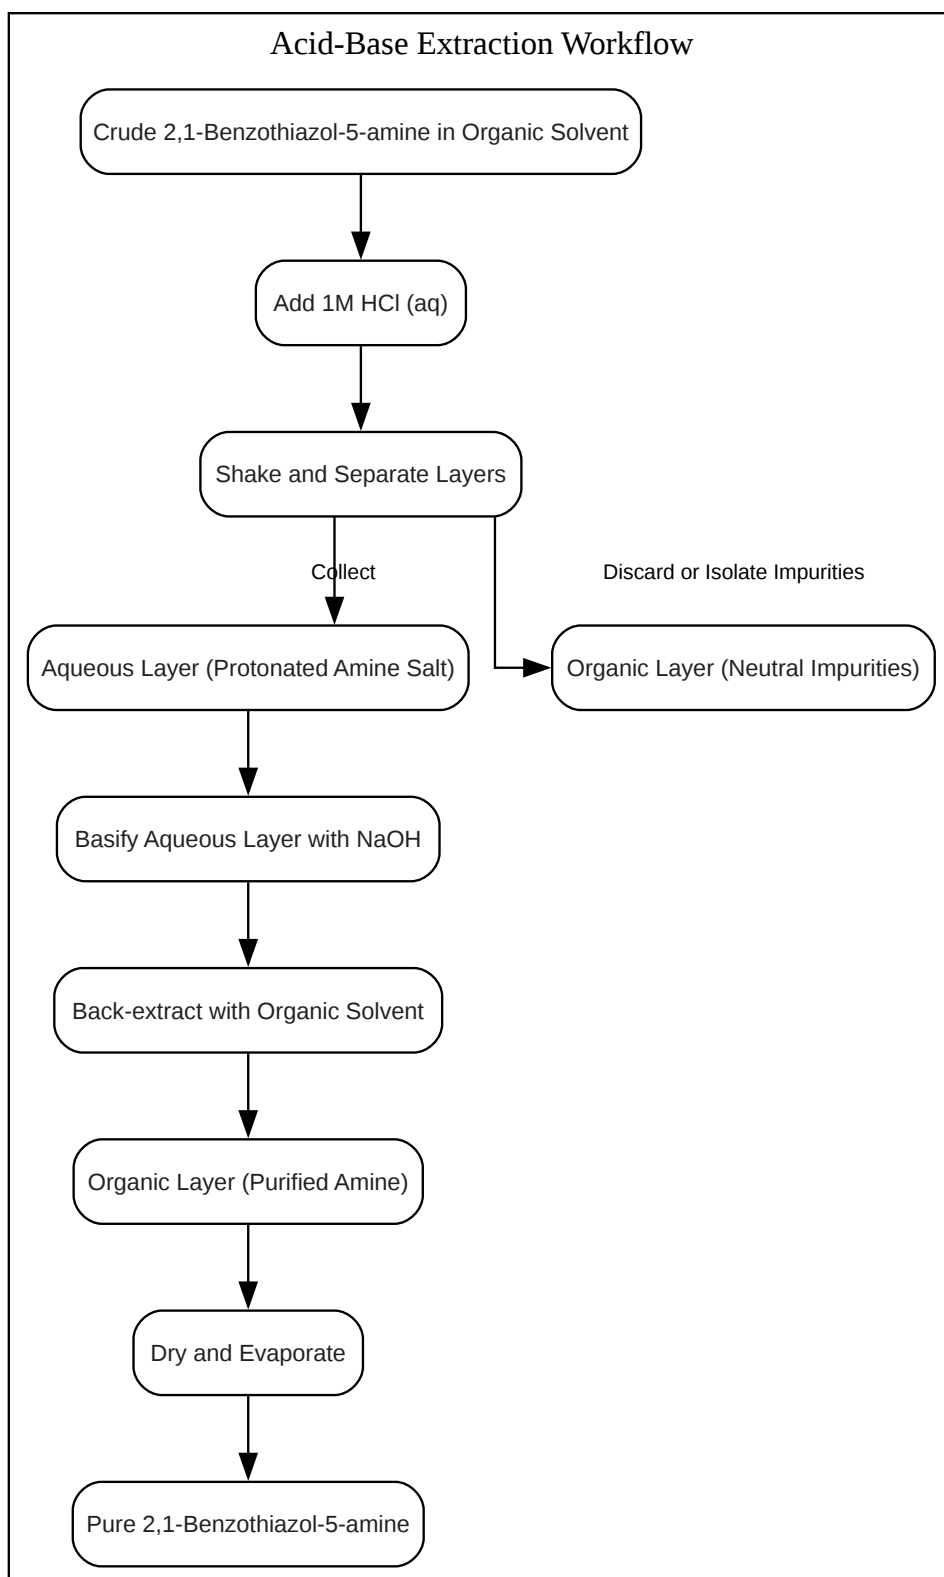 Acid-Base Extraction Workflow
Crude 2,1-Benzothiazol-5-amine in Organic Solvent
Add 1M HCl (aq)
Shake and Separate Layers
Collect
Discard or Isolate Impurities
Aqueous Layer (Protonated Amine Salt)
Organic Layer (Neutral Impurities)
Basify Aqueous Layer with NaOH
Back-extract with Organic Solvent
Organic Layer (Purified Amine)
Dry and Evaporate
Pure 2,1-Benzothiazol-5-amine